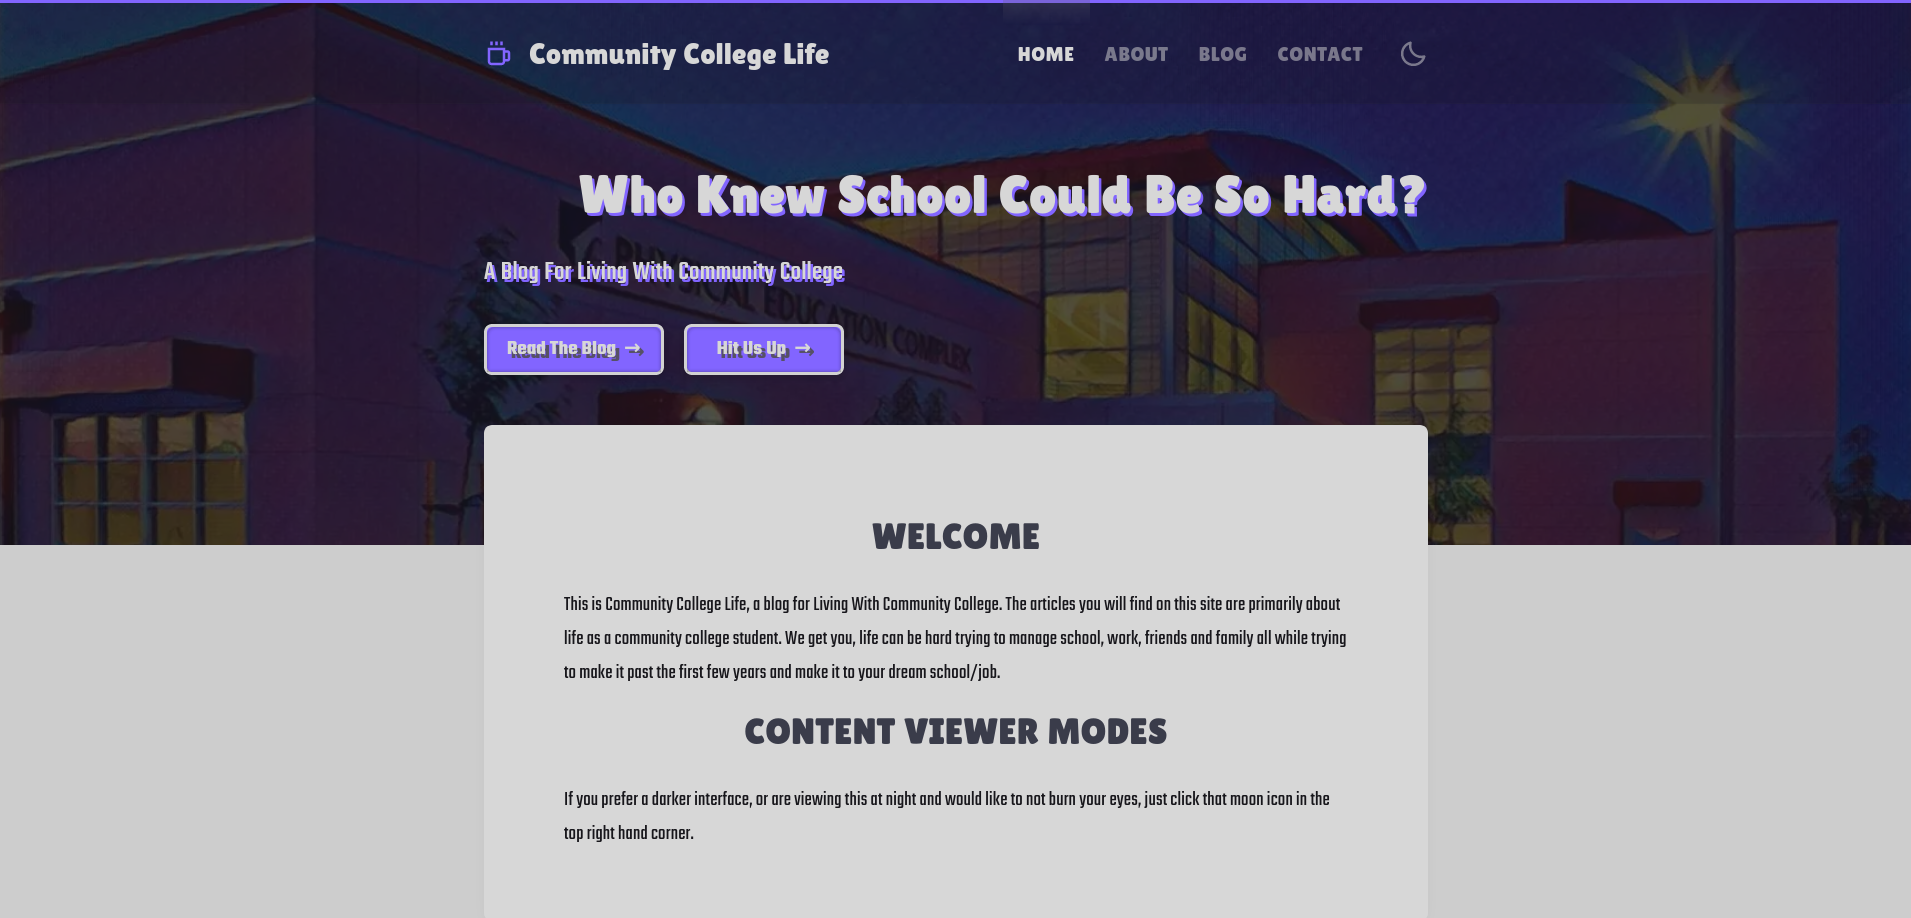 Community College Life
HOME
ABOUT
BLOG
CONTACT
Who Knew School Could Be So Hard?
A Blog For Living With Community College
PHYSICAL EDUCATION COMPLEX
Read The Blog →
Hit Us Up →
WELCOME
This is Community College Life, a blog for Living With Community College. The articles you will find on this site are primarily about
life as a community college student. We get you, life can be hard trying to manage school, work, friends and family all while trying
to make it past the first few years and make it to your dream school/job.
CONTENT VIEWER MODES
If you prefer a darker interface, or are viewing this at night and would like to not burn your eyes, just click that moon icon in the
top right hand corner.